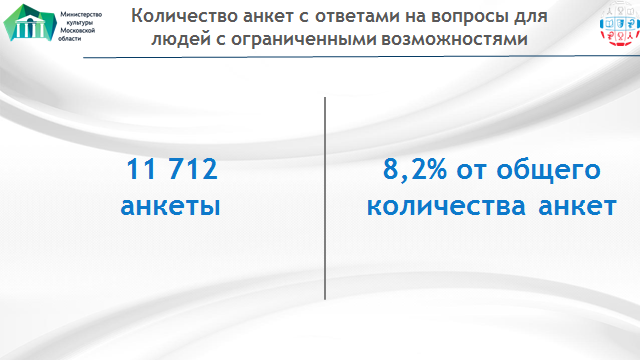 Министерство
культуры
Московской
области
Количество анкет с ответами на вопросы для
людей с ограниченными возможностями
11 712
анкеты
8,2% от общего
количества анкет